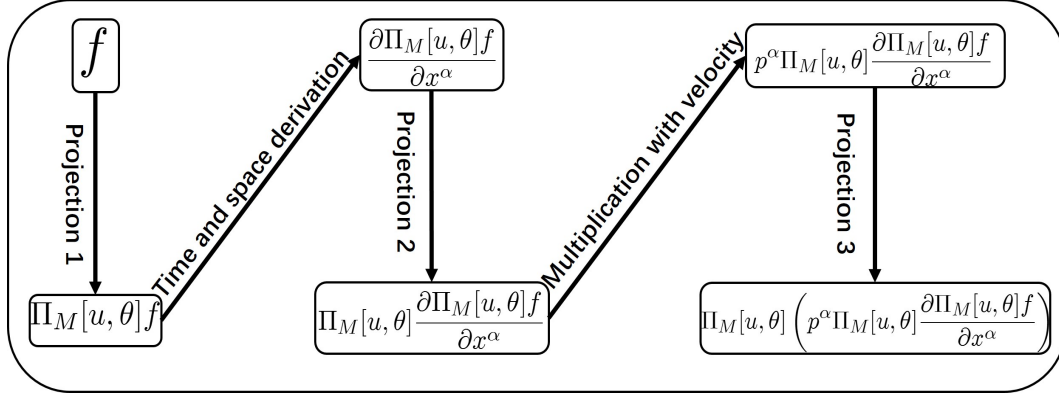 f
Projection 1
Π_M[u, θ]f
Time and space derivation
∂Π_M[u, θ]f / ∂x^α
Projection 2
Π_M[u, θ] ∂Π_M[u, θ]f / ∂x^α
Multiplication with velocity
p^α Π_M[u, θ] ∂Π_M[u, θ]f / ∂x^α
Projection 3
Π_M[u, θ] (p^α Π_M[u, θ] ∂Π_M[u, θ]f / ∂x^α)